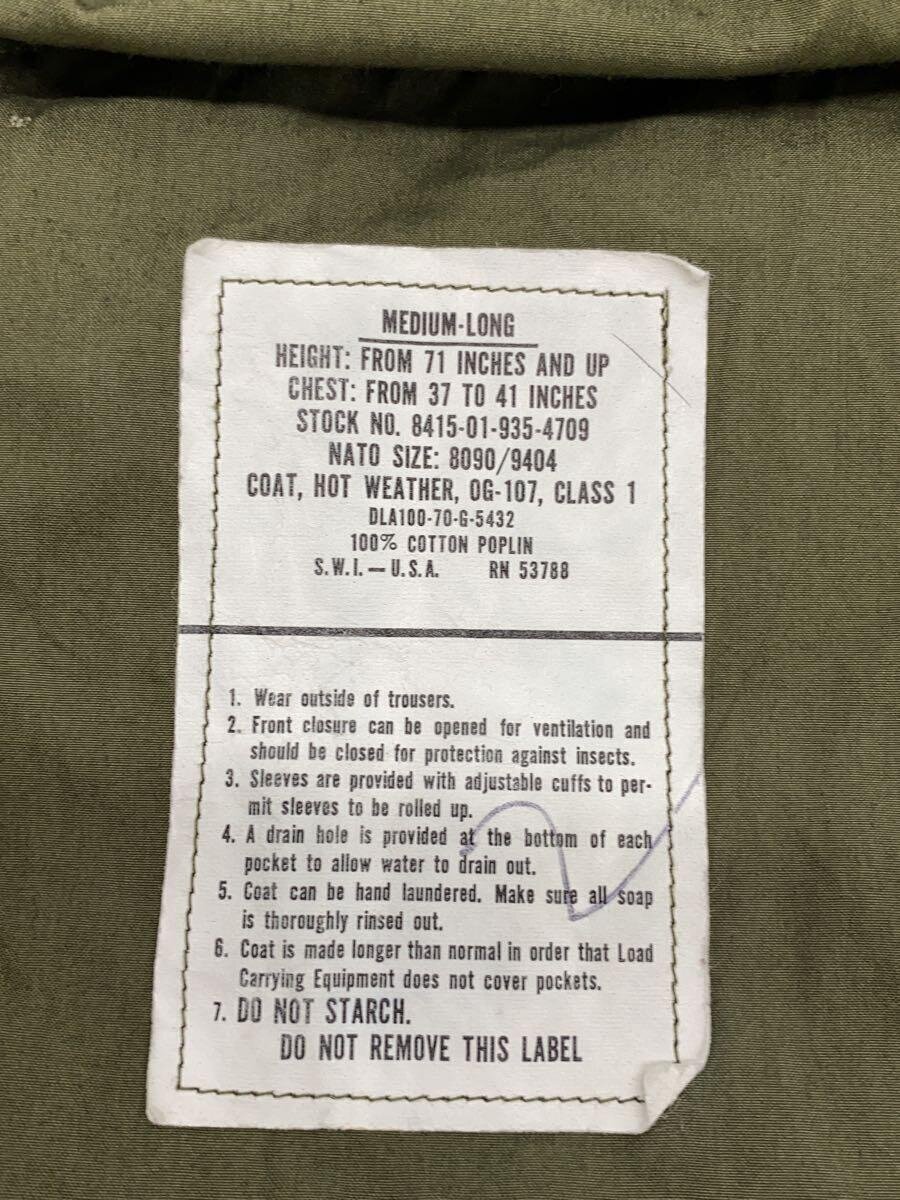 MEDIUM-LONG
HEIGHT: FROM 71 INCHES AND UP
CHEST: FROM 37 TO 41 INCHES
STOCK NO. 8415-01-935-4709
NATO SIZE: 8090/9404
COAT, HOT WEATHER, OG-107, CLASS 1
DLA100-70-G-5432
100% COTTON POPLIN
S.W.I.—U.S.A. RN 53788
1. Wear outside of trousers.
2. Front closure can be opened for ventilation and
should be closed for protection against insects.
3. Sleeves are provided with adjustable cuffs to per-
mit sleeves to be rolled up.
4. A drain hole is provided at the bottom of each
pocket to allow water to drain out.
5. Coat can be hand laundered. Make sure all soap
is thoroughly rinsed out.
6. Coat is made longer than normal in order that Load
Carrying Equipment does not cover pockets.
7. DO NOT STARCH.
DO NOT REMOVE THIS LABEL